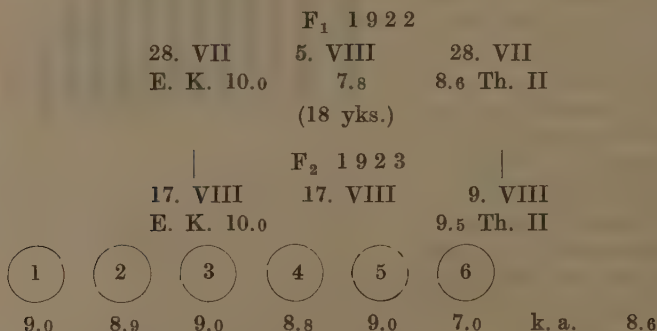 F₁ 1922
28. VII 5. VIII 28. VII
E. K. 10.0 7.8 8.6 Th. II
(18 yks.)
F₂ 1923
17. VIII 17. VIII 9. VIII
E. K. 10.0 9.5 Th. II
1 2 3 4 5 6
9.0 8.9 9.0 8.8 9.0 7.0 k. a. 8.6